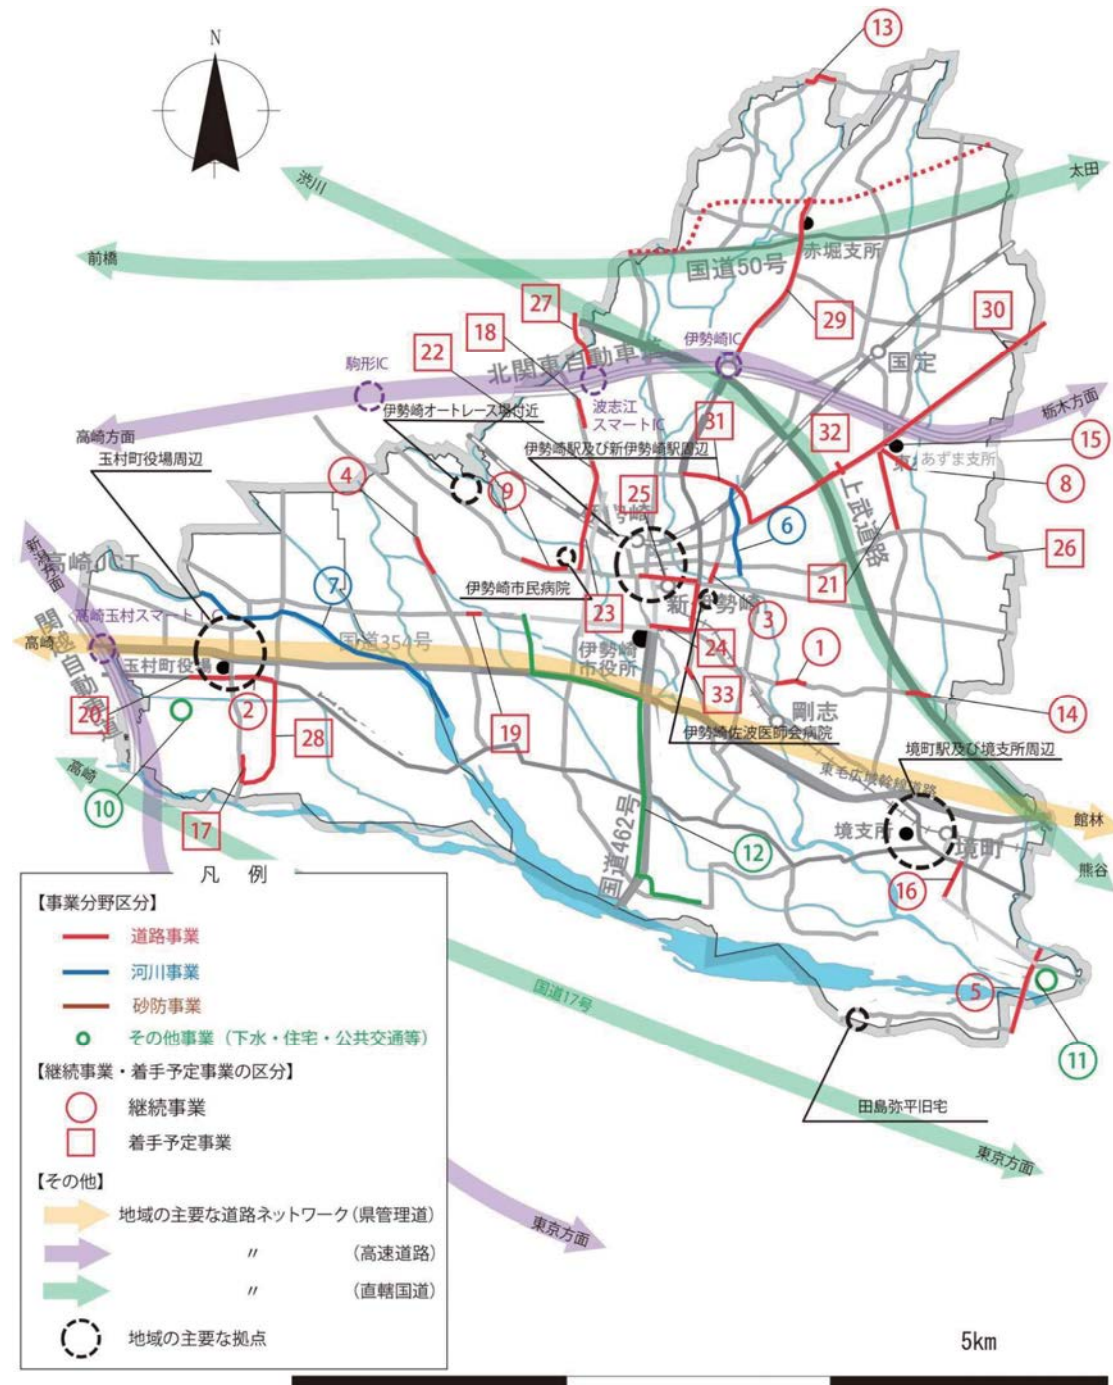 N
13
渋川
太田
前橋
赤堀支所
国道50号
27
29
30
18
22
伊勢崎IC
国定
駒形IC
北関東自動車道
伊勢崎オートレース場付近
波志江
スマートIC
栃木方面
高崎方面
伊勢崎駅及び新伊勢崎駅周辺
31
32
15
玉村町役場周辺
あずま支所
4
9
25
8
上武道路
6
26
新潟方面
高崎JCT
伊勢崎市民病院
21
7
23
新伊勢崎
3
高崎玉村スマートIC
国道354号
24
1
高崎
関越自動車道
玉村町役場
伊勢崎
市役所
20
2
28
19
33
剛志
14
伊勢崎佐波医師会病院
境町駅及び境支所周辺
高崎
東毛広域幹線道路
10
17
国道462号
12
境支所
境町
館林
熊谷
16
凡 例
【事業分野区分】
道路事業
河川事業
砂防事業
その他事業（下水・住宅・公共交通等）
【継続事業・着手予定事業の区分】
継続事業
着手予定事業
【その他】
地域の主要な道路ネットワーク(県管理道)
〃 (高速道路)
〃 (直轄国道)
地域の主要な拠点
国道17号
5
11
田島弥平旧宅
東京方面
東京方面
5km